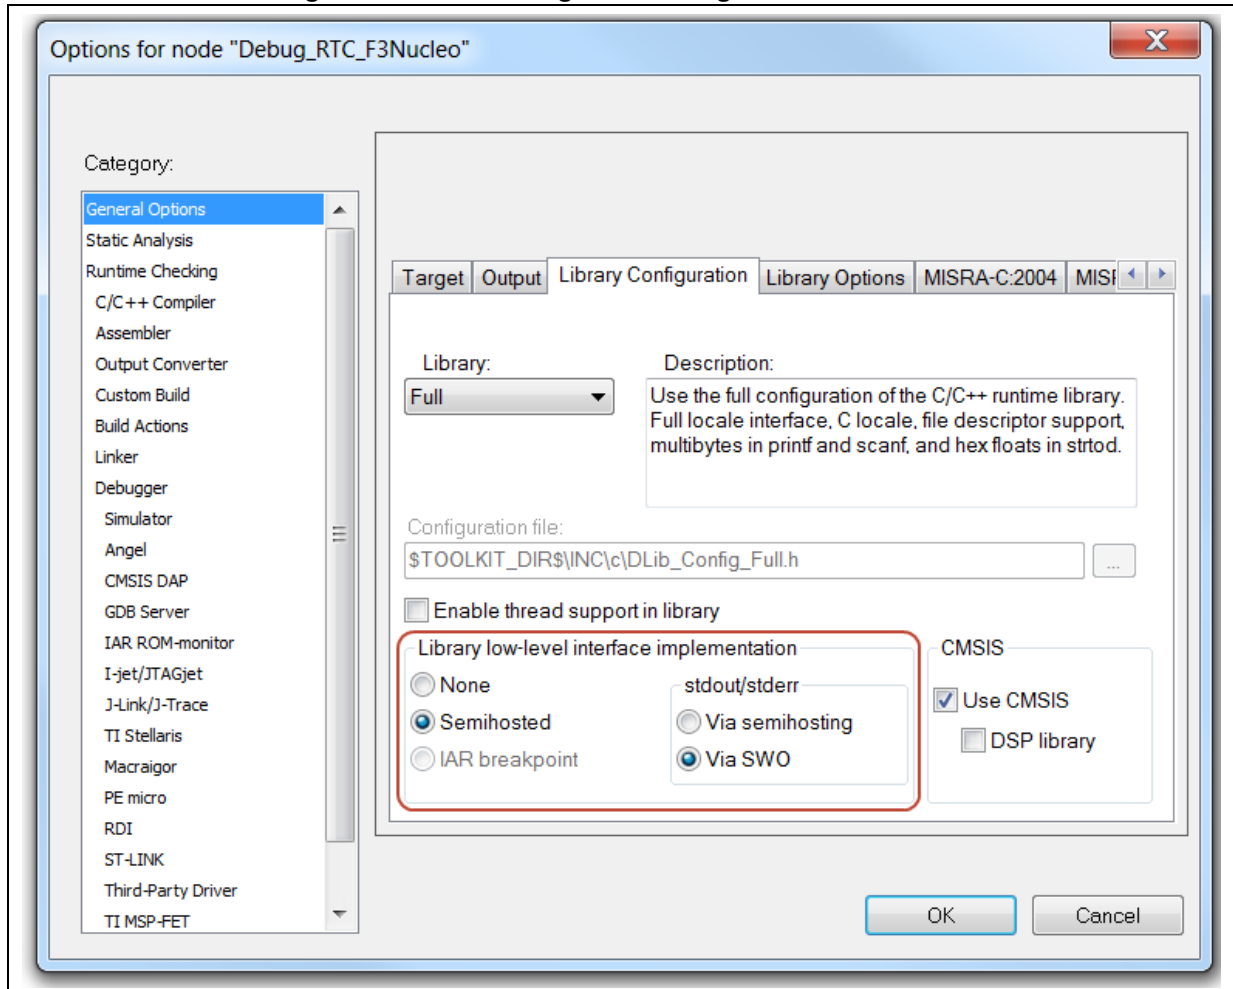 Options for node "Debug_RTC_F3Nucleo"
Category:
General Options
Static Analysis
Runtime Checking
C/C++ Compiler
Assembler
Output Converter
Custom Build
Build Actions
Linker
Debugger
Simulator
Angel
CMSIS DAP
GDB Server
IAR ROM-monitor
I-jet/JTAGjet
J-Link/J-Trace
TI Stellaris
Macraigor
PE micro
RDI
ST-LINK
Third-Party Driver
TI MSP-FET
Target Output Library Configuration Library Options MISRA-C:2004
Library:
Full
Description:
Use the full configuration of the C/C++ runtime library.
Full locale interface, C locale, file descriptor support,
multibytes in printf and scanf, and hex floats in strtod.
Configuration file:
$TOOLKIT_DIR$\INC\c\DLib_Config_Full.h
...
Enable thread support in library
Library low-level interface implementation
None
Semihosted
IAR breakpoint
stdout/stderr
Via semihosting
Via SWO
CMSIS
Use CMSIS
DSP library
OK
Cancel